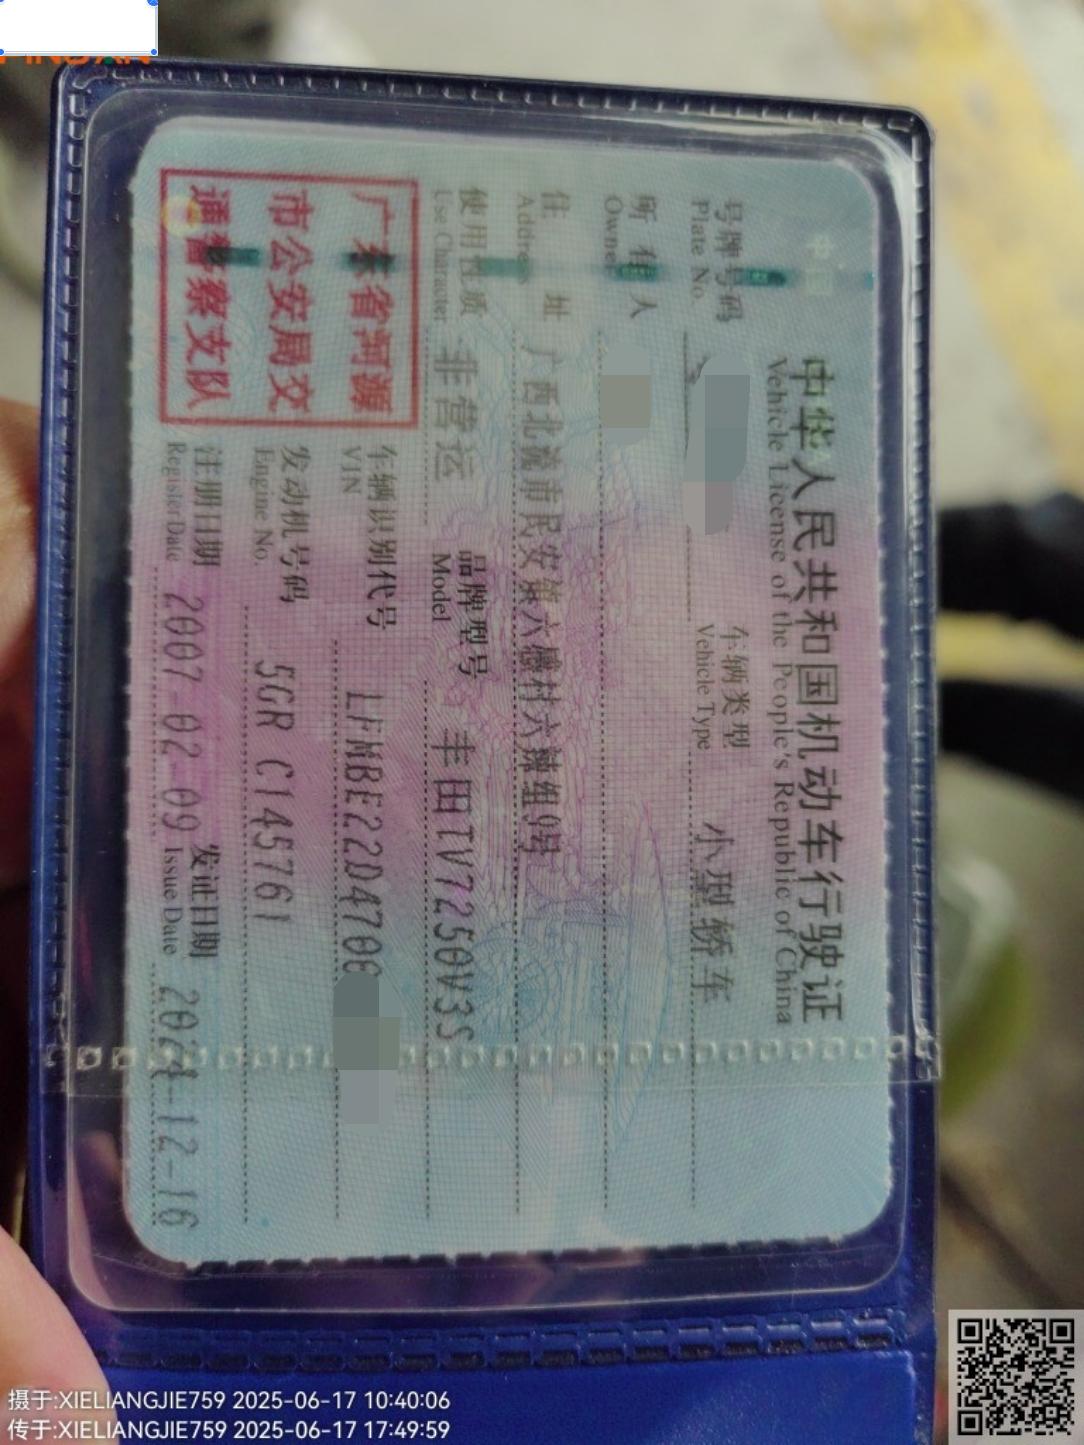 中华人民共和国机动车行驶证
Vehicle License of the People's Republic of China
号牌号码 车辆类型 小型轿车
Plate No. Vehicle Type
所有人
Owner
住址 广西北流市民安镇六㰖村六辣组9号
Address
使用性质 非营运 品牌型号 丰田TV7250V3S
Use Character Model
广东省河源
市公安局交
通警察支队
车辆识别代号 LFMBE22D470
VIN
发动机号码 5GR C145761
Engine No.
注册日期 2007-02-09 发证日期 2024-12-16
Register Date Issue Date
摄于:XIELIANGJIE759 2025-06-17 10:40:06
传于:XIELIANGJIE759 2025-06-17 17:49:59